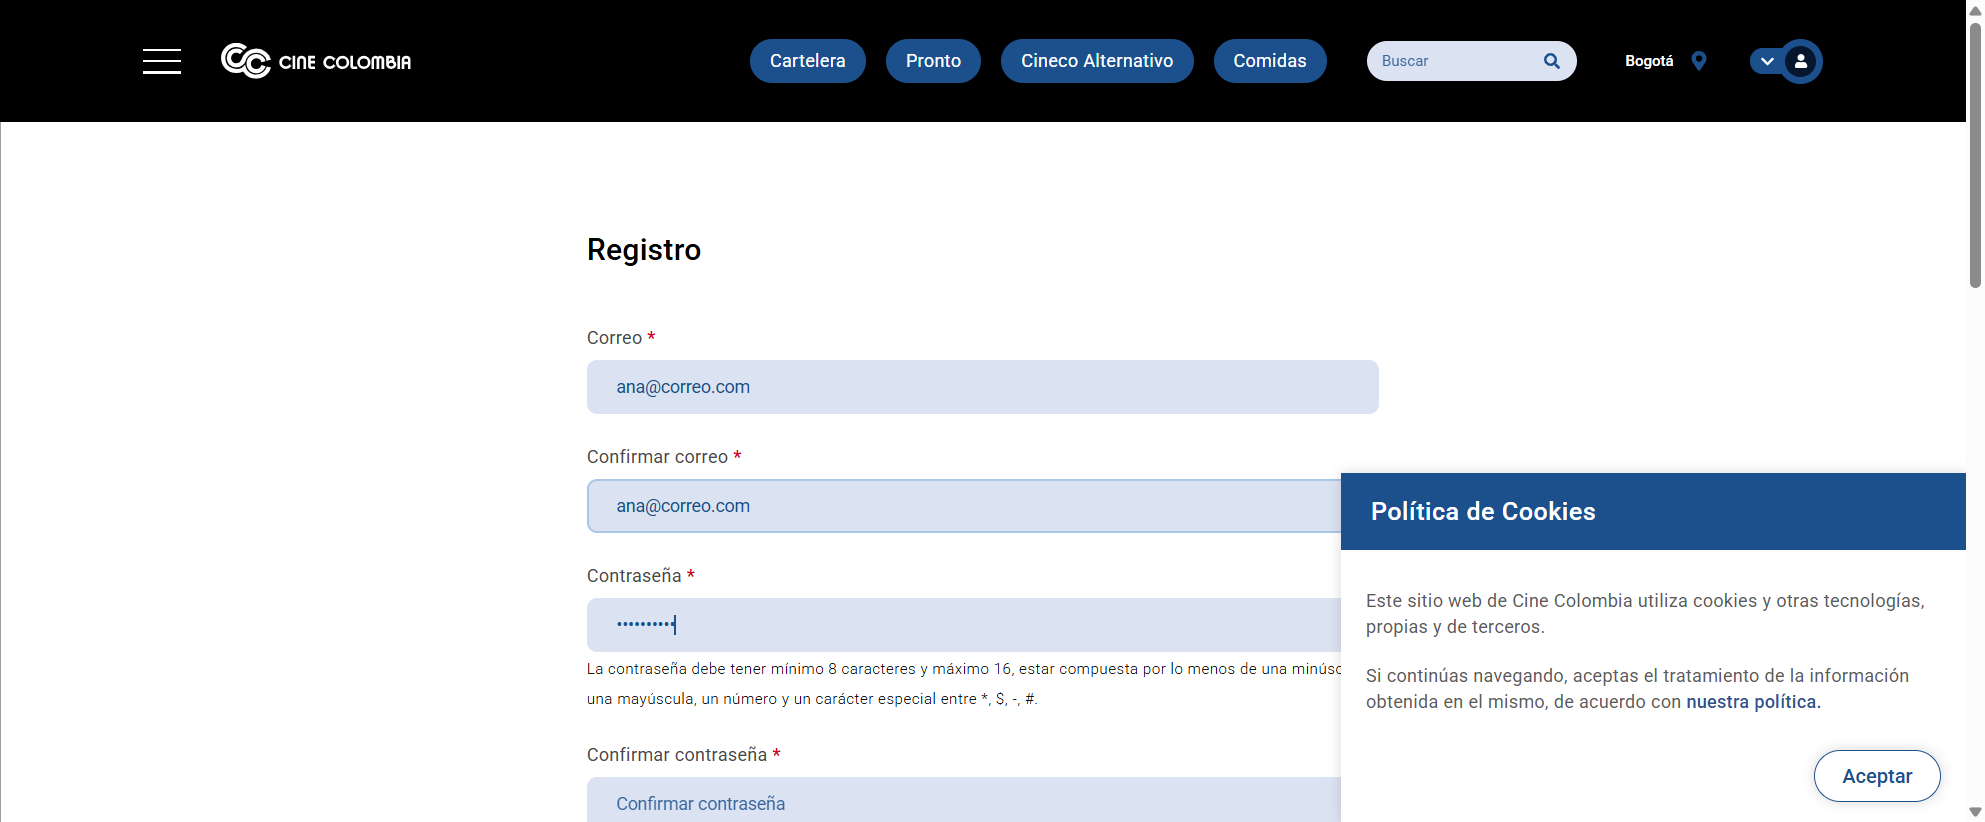 CINE COLOMBIA
Cartelera
Pronto
Cineco Alternativo
Comidas
Buscar
Bogotá
Registro
Correo *
ana@correo.com
Confirmar correo *
ana@correo.com
Contraseña *
••••••••••
La contraseña debe tener mínimo 8 caracteres y máximo 16, estar compuesta por lo menos de una
una mayúscula, un número y un carácter especial entre *, $, -, #.
Confirmar contraseña *
Confirmar contraseña
Política de Cookies
Este sitio web de Cine Colombia utiliza cookies y otras tecnologías,
propias y de terceros.
Si continúas navegando, aceptas el tratamiento de la información
obtenida en el mismo, de acuerdo con nuestra política.
Aceptar